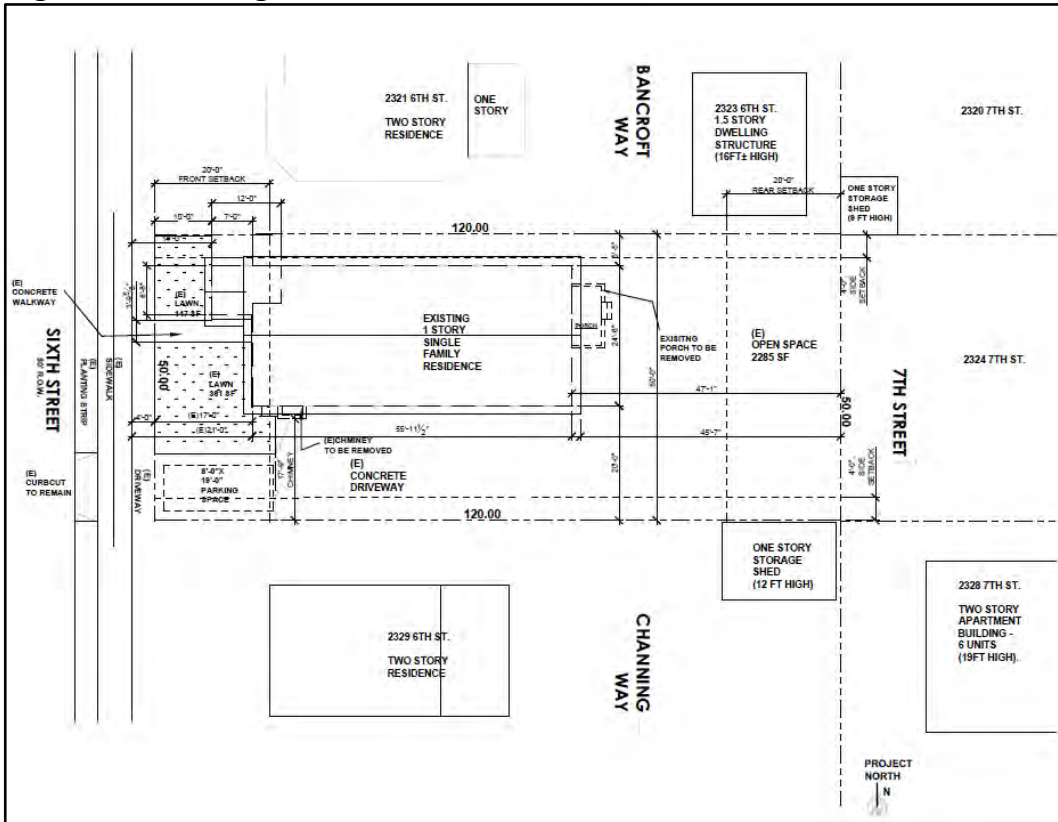 BANCROFT
WAY
2321 6TH ST.
TWO STORY
RESIDENCE
ONE
STORY
2323 6TH ST.
1.5 STORY
DWELLING
STRUCTURE
(16FT± HIGH)
2320 7TH ST.
20'-0"
FRONT SETBACK
12'-0"
10'-0"
7'-0"
20'-0"
REAR SETBACK
ONE STORY
STORAGE
SHED
(9 FT HIGH)
120.00
4'-0"
SIDE
SETBACK
(E)
CONCRETE
WALKWAY
(E)
LAWN
147 SF
EXISTING
1 STORY
SINGLE
FAMILY
RESIDENCE
PORCH
EXISITNG
PORCH TO BE
REMOVED
24'-6"
50'-0"
(E)
OPEN SPACE
2285 SF
2324 7TH ST.
SIXTH STREET
50' R.O.W.
(E)
PLANTING STRIP
(E)
SIDEWALK
50.00
(E)
LAWN
361 SF
47'-1"
50.00
7TH STREET
4'-0"
(E)17'-0"
(E)21'-0"
55'-11½"
45'-7"
(E)CHMINEY
TO BE REMOVED
(E)
CONCRETE
DRIVEWAY
CHIMNEY
20'-0"
4'-0"
SIDE
SETBACK
(E)
CURBCUT
TO REMAIN
(E)
DRIVEWAY
8'-0"X
19'-0"
PARKING
SPACE
120.00
ONE STORY
STORAGE
SHED
(12 FT HIGH)
2328 7TH ST.
TWO STORY
APARTMENT
BUILDING -
6 UNITS
(19FT HIGH).
2329 6TH ST.
TWO STORY
RESIDENCE
CHANNING
WAY
PROJECT
NORTH
N